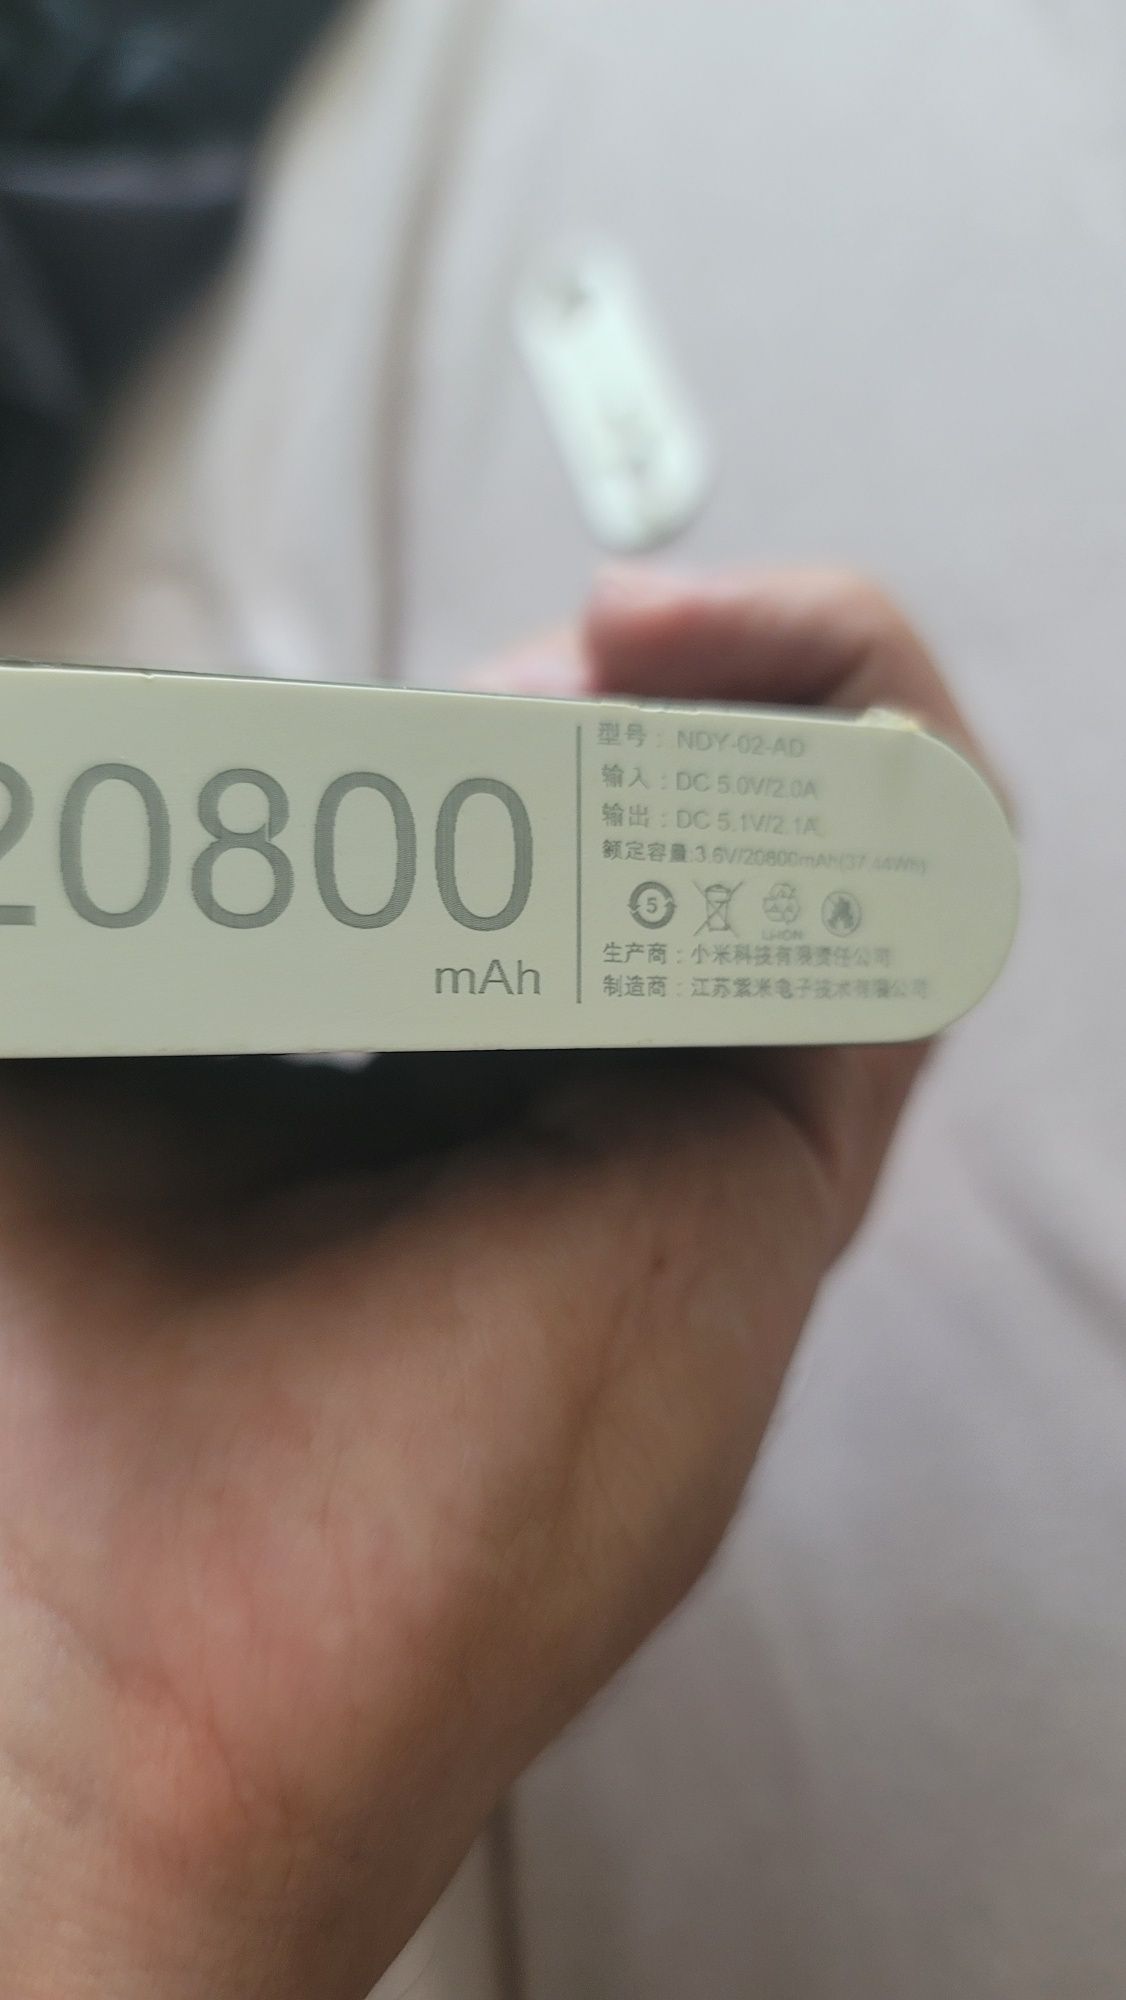 20800
mAh
型号：NDY-02-AD
输入：DC 5.0V/2.0A
输出：DC 5.1V/2.1A
额定容量:3.6V/20800mAh(37.44Wh)
5
Li-ION
生产商：小米科技有限责任公司
制造商：江苏紫米电子技术有限公司